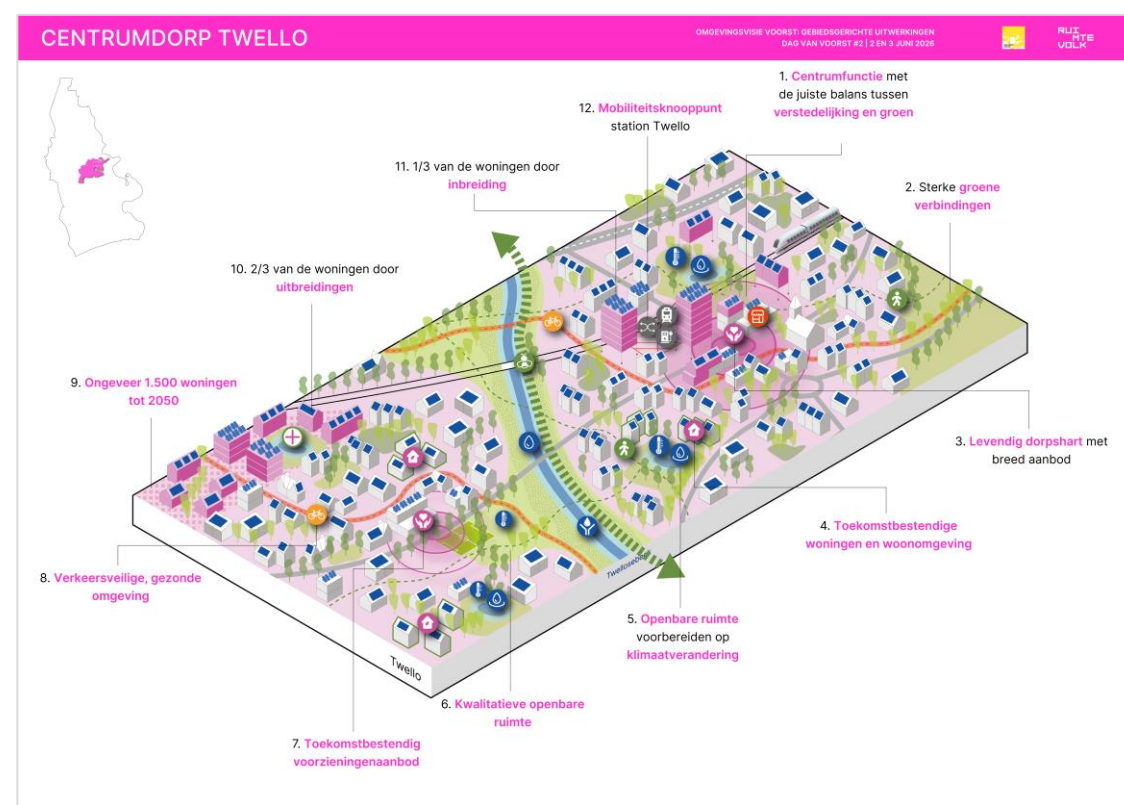 CENTRUMDORP TWELLO
OMGEVINGSVISIE VOORST: GEBIEDSGERICHTE UITWERKINGEN
DAG VAN VOORST #2 | 2 EN 3 JUNI 2026
RUI
MTE
VOLK
1. Centrumfunctie met
de juiste balans tussen
verstedelijking en groen
12. Mobiliteitsknooppunt
station Twello
11. 1/3 van de woningen door
inbreiding
2. Sterke groene
verbindingen
10. 2/3 van de woningen door
uitbreidingen
9. Ongeveer 1.500 woningen
tot 2050
3. Levendig dorpshart met
breed aanbod
4. Toekomstbestendige
woningen en woonomgeving
8. Verkeersveilige, gezonde
omgeving
5. Openbare ruimte
voorbereiden op
klimaatverandering
Twello
6. Kwalitatieve openbare
ruimte
7. Toekomstbestendig
voorzieningenaanbod